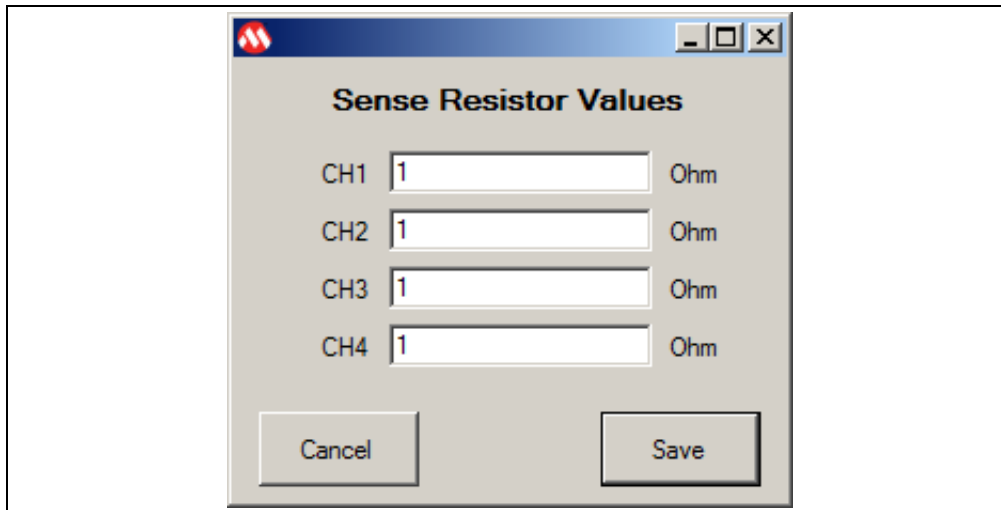 Sense Resistor Values
CH1 1 Ohm
CH2 1 Ohm
CH3 1 Ohm
CH4 1 Ohm
Cancel Save